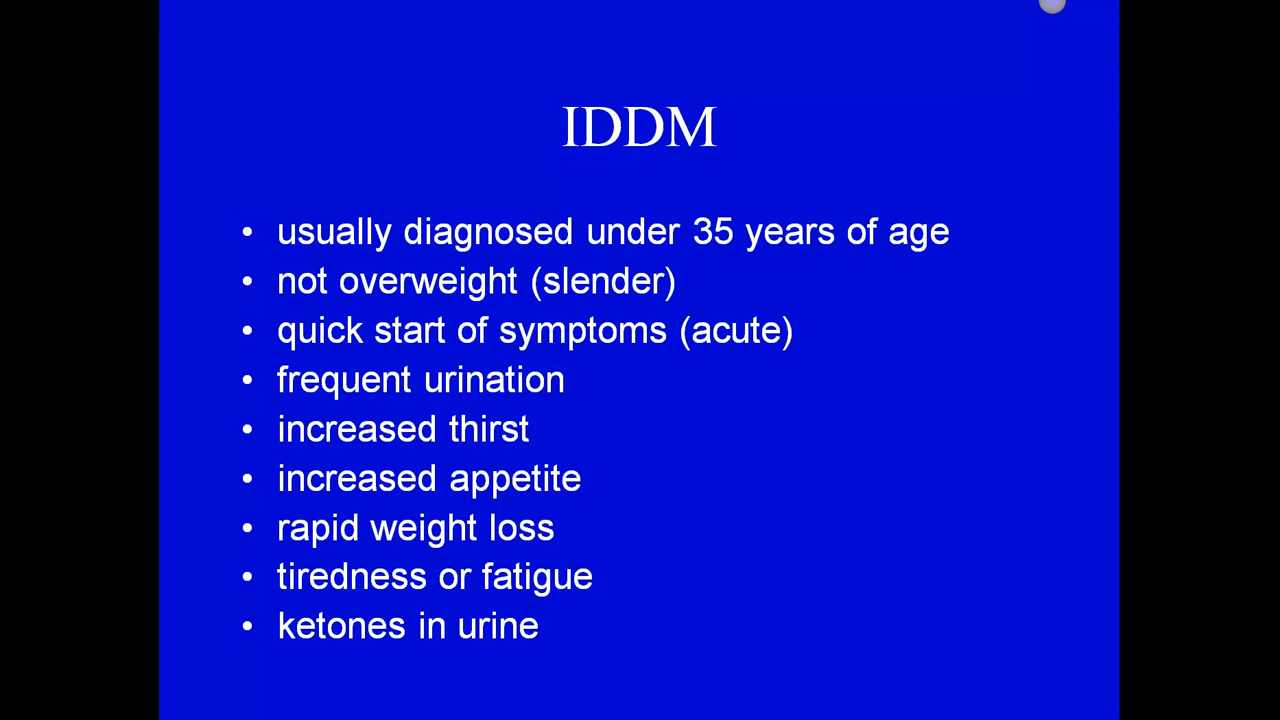 IDDM
• usually diagnosed under 35 years of age
• not overweight (slender)
• quick start of symptoms (acute)
• frequent urination
• increased thirst
• increased appetite
• rapid weight loss
• tiredness or fatigue
• ketones in urine